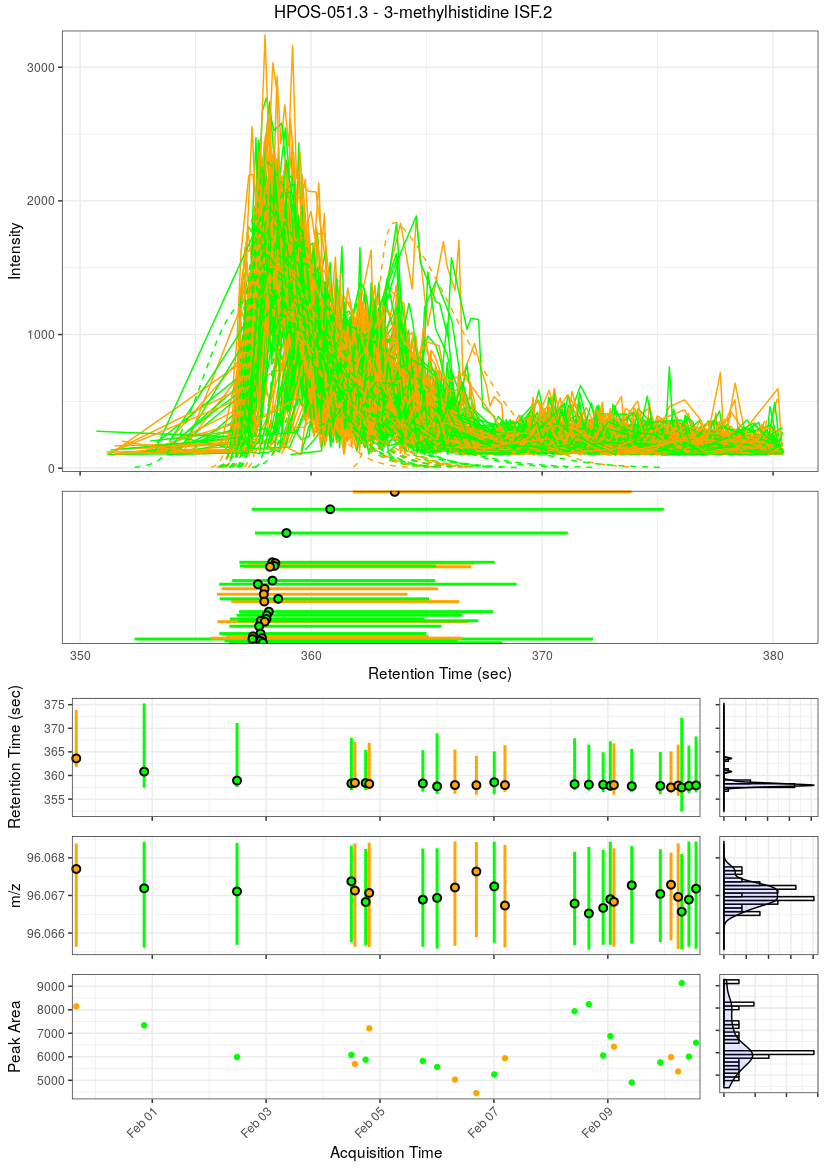 HPOS-051.3 - 3-methylhistidine ISF.2
3000
2000
1000
0
Intensity
350
360
370
380
Retention Time (sec)
375
370
365
360
355
Retention Time (sec)
96.068
96.067
96.066
m/z
9000
8000
7000
6000
5000
Peak Area
Feb 01
Feb 03
Feb 05
Feb 07
Feb 09
Acquisition Time